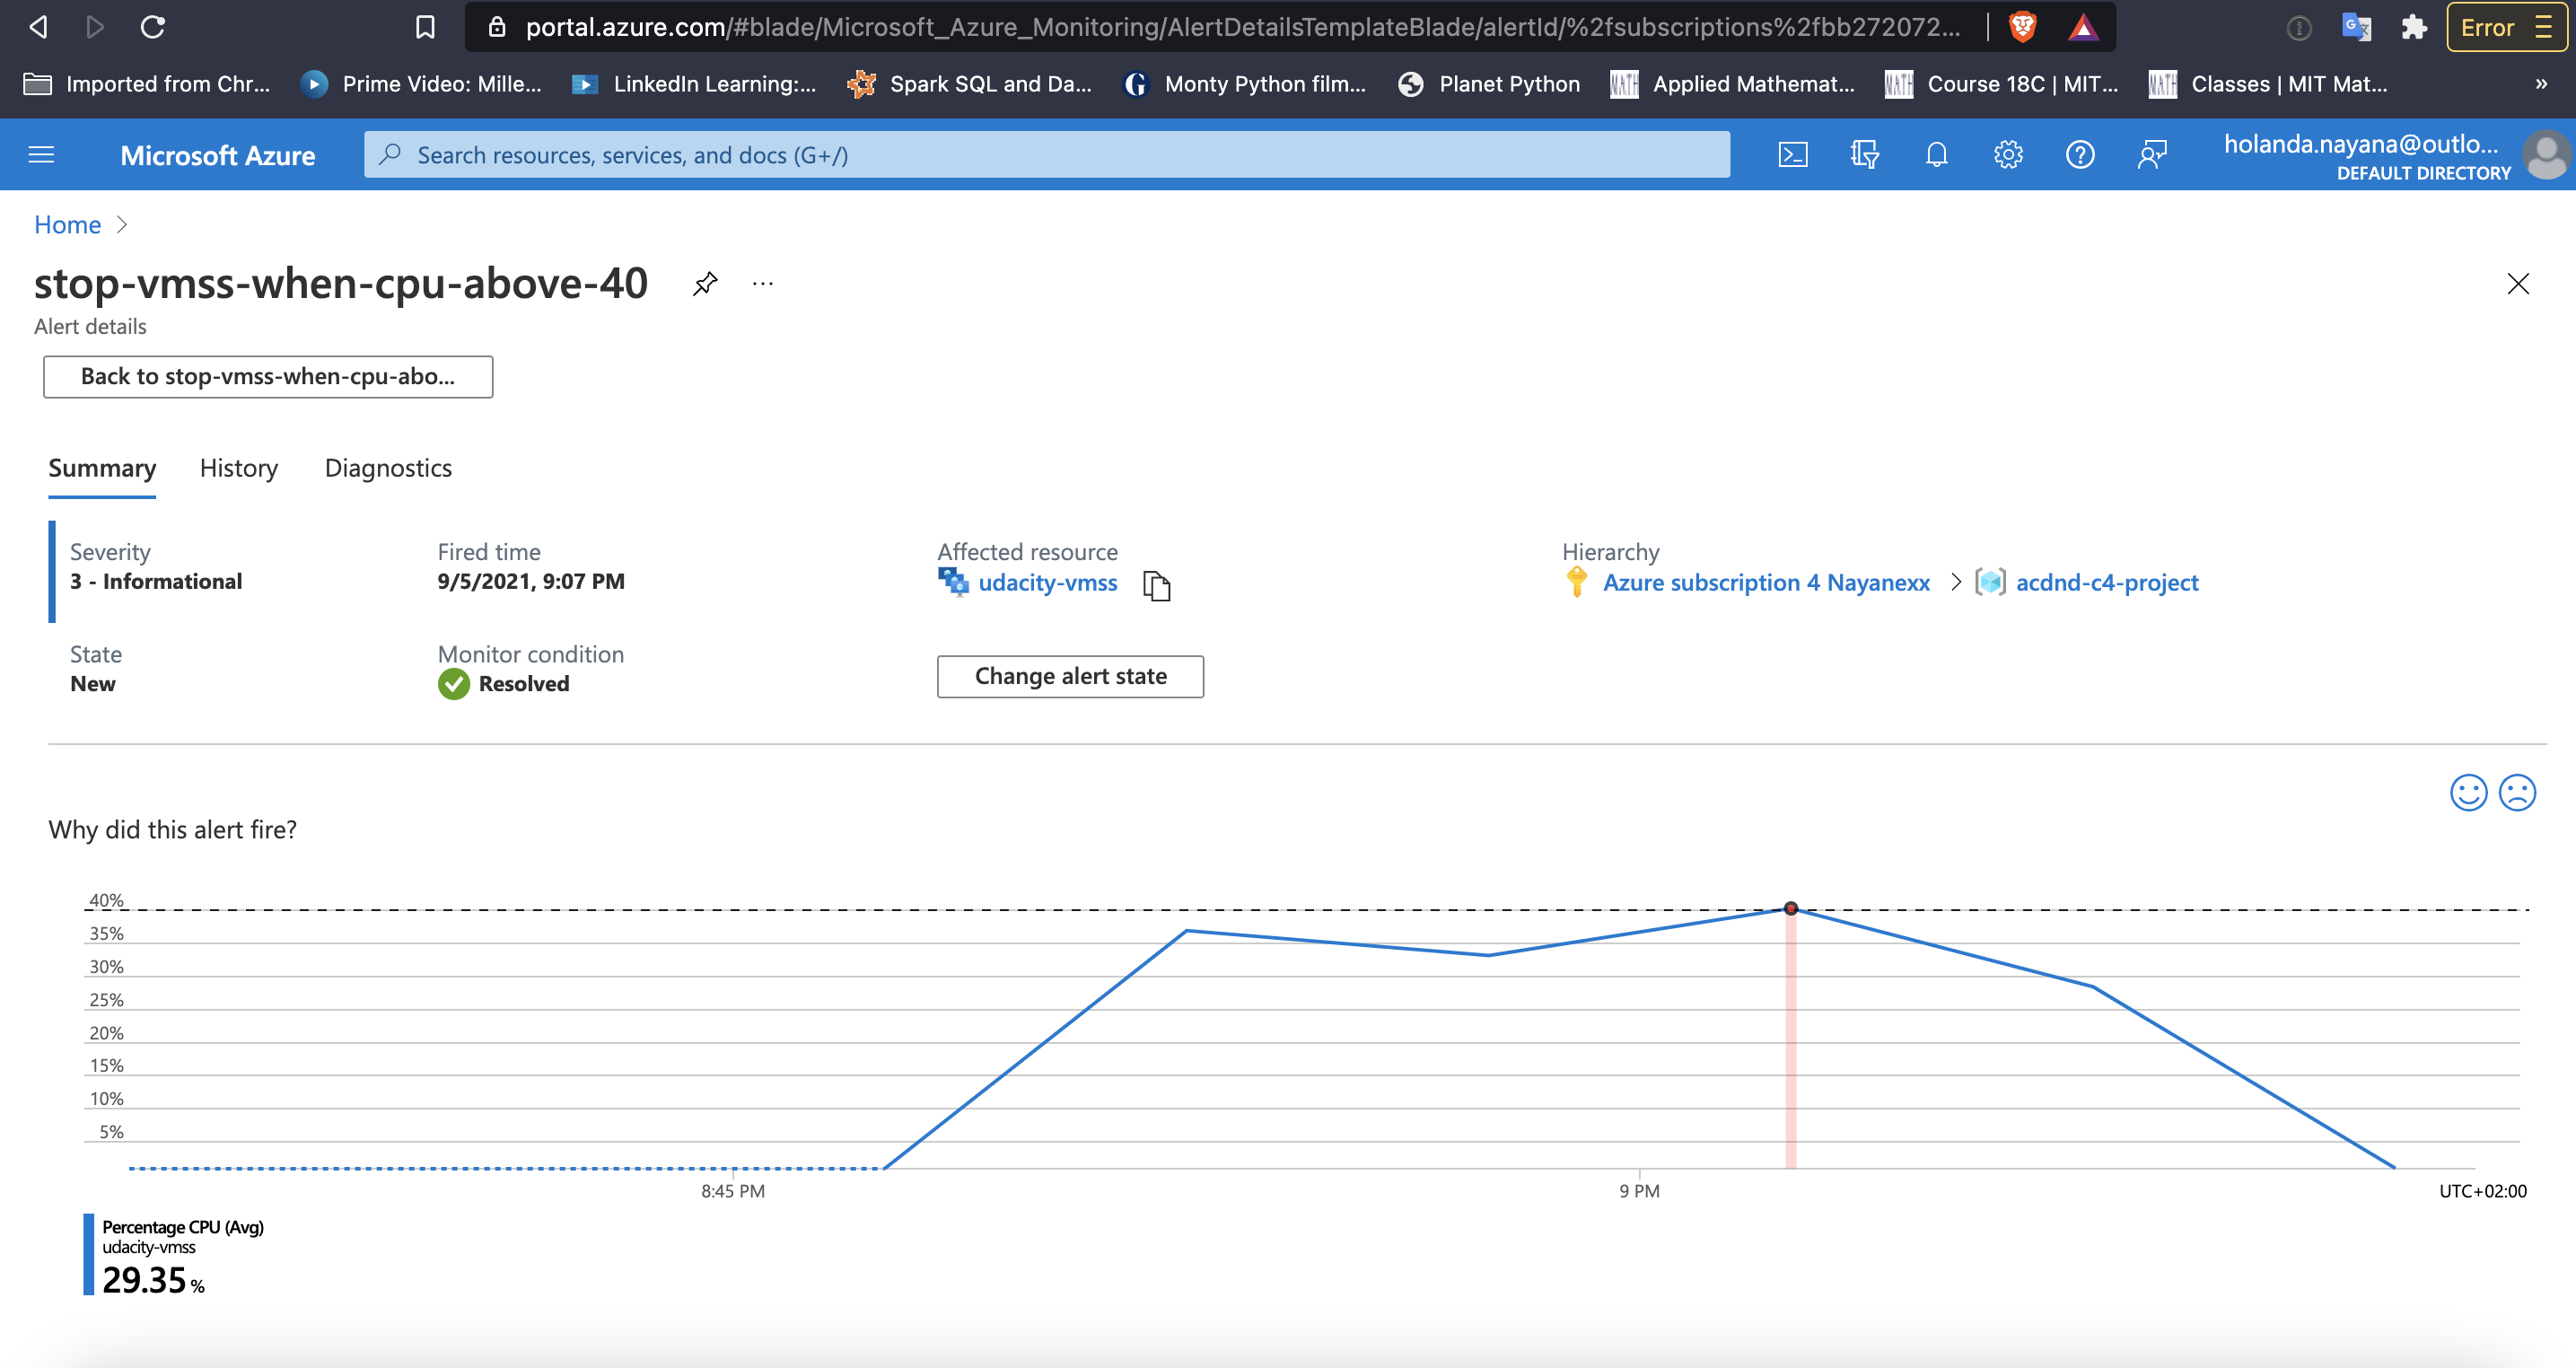 portal.azure.com/#blade/Microsoft_Azure_Monitoring/AlertDetailsTemplateBlade/alertId/%2fsubscriptions%2fbb272072...
Error
Imported from Chr... Prime Video: Mille... LinkedIn Learning:... Spark SQL and Da... Monty Python film... Planet Python Applied Mathemat... Course 18C | MIT... Classes | MIT Mat... »
Microsoft Azure
Search resources, services, and docs (G+/)
holanda.nayana@outlo...
DEFAULT DIRECTORY
Home
stop-vmss-when-cpu-above-40 ...
Alert details
Back to stop-vmss-when-cpu-abo...
Summary History Diagnostics
Severity
3 - Informational
Fired time
9/5/2021, 9:07 PM
Affected resource
udacity-vmss
Hierarchy
Azure subscription 4 Nayanexx > acdnd-c4-project
State
New
Monitor condition
Resolved
Change alert state
Why did this alert fire?
40%
35%
30%
25%
20%
15%
10%
5%
8:45 PM 9 PM UTC+02:00
Percentage CPU (Avg)
udacity-vmss
29.35 %